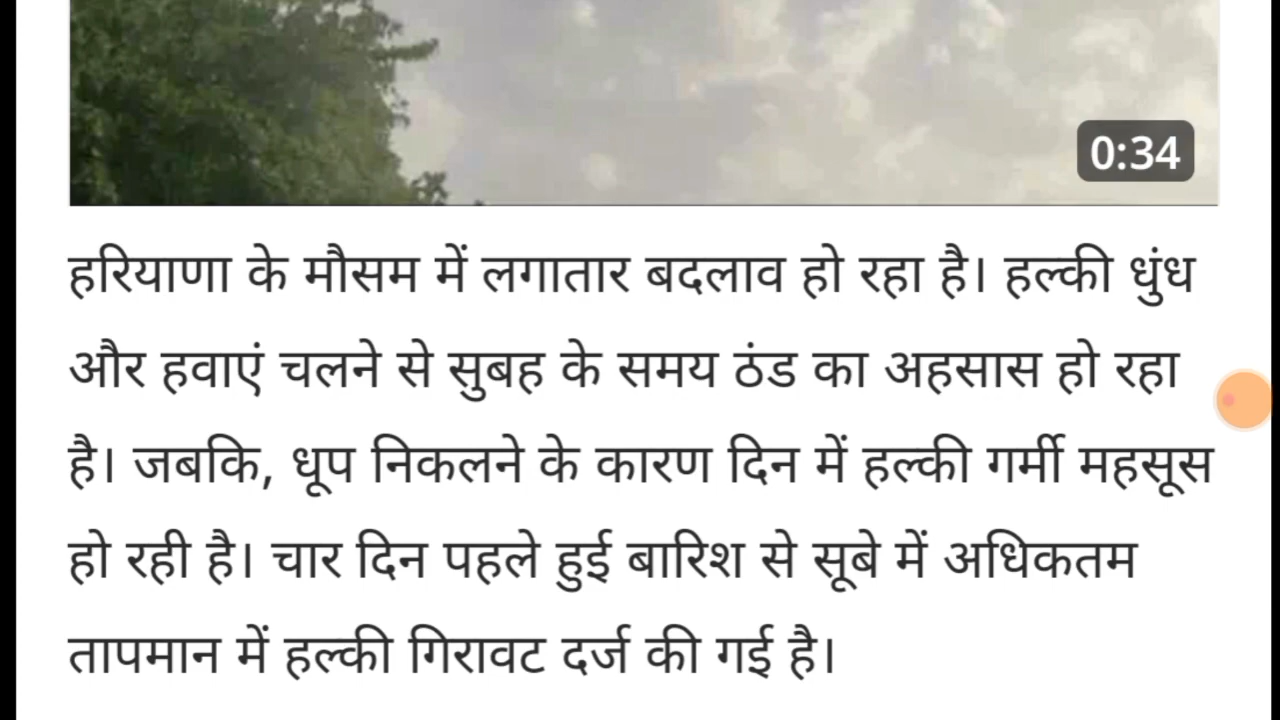 0:34
हरियाणा के मौसम में लगातार बदलाव हो रहा है। हल्की धुंध
और हवाएं चलने से सुबह के समय ठंड का अहसास हो रहा
है। जबकि, धूप निकलने के कारण दिन में हल्की गर्मी महसूस
हो रही है। चार दिन पहले हुई बारिश से सूबे में अधिकतम
तापमान में हल्की गिरावट दर्ज की गई है।